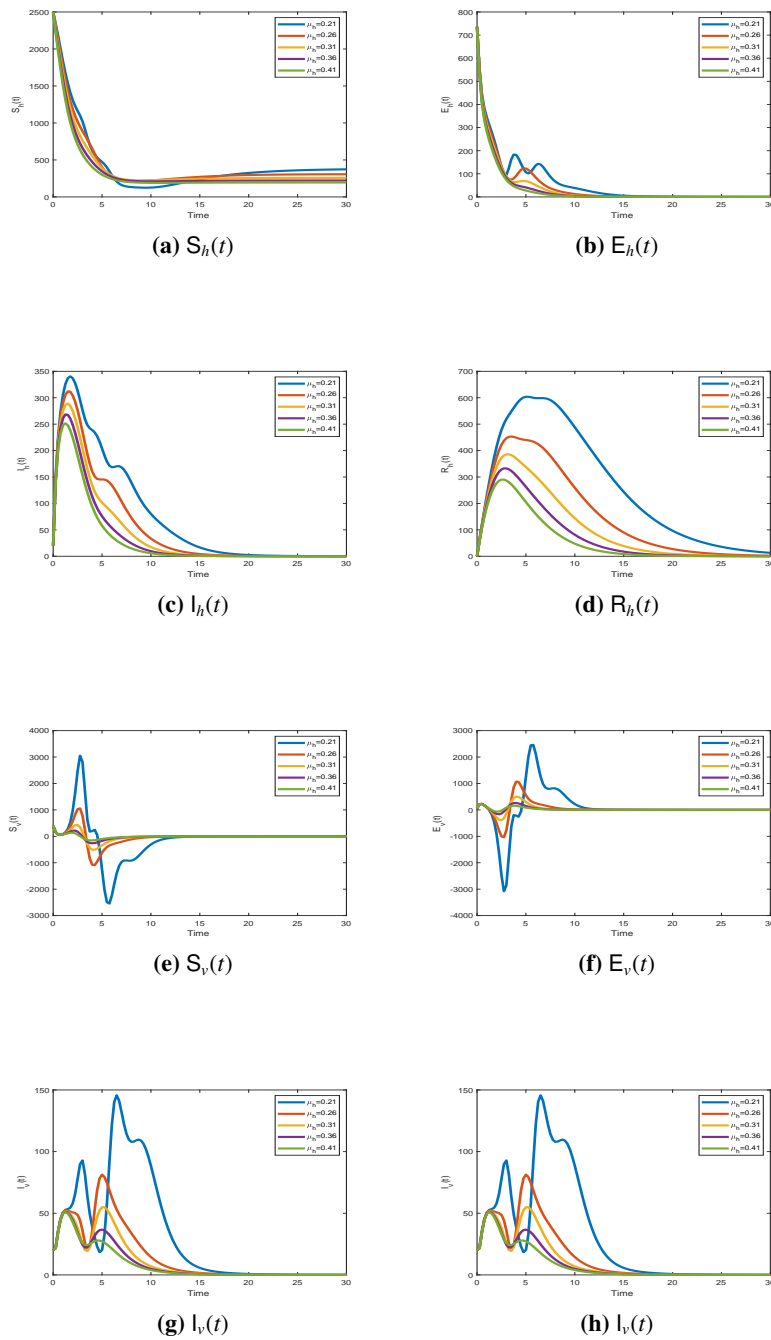 2500
2000
1500
1000
500
0
S_h(t)
0 5 10 15 20 25 30
Time
μ_h=0.21
μ_h=0.26
μ_h=0.31
μ_h=0.36
μ_h=0.41
(a) S_h(t)
800
700
600
500
400
300
200
100
0
E_h(t)
0 5 10 15 20 25 30
Time
μ_h=0.21
μ_h=0.26
μ_h=0.31
μ_h=0.36
μ_h=0.41
(b) E_h(t)
350
300
250
200
150
100
50
0
I_h(t)
0 5 10 15 20 25 30
Time
μ_h=0.21
μ_h=0.26
μ_h=0.31
μ_h=0.36
μ_h=0.41
(c) I_h(t)
700
600
500
400
300
200
100
0
R_h(t)
0 5 10 15 20 25 30
Time
μ_h=0.21
μ_h=0.26
μ_h=0.31
μ_h=0.36
μ_h=0.41
(d) R_h(t)
4000
3000
2000
1000
0
-1000
-2000
-3000
S_v(t)
0 5 10 15 20 25 30
Time
μ_h=0.21
μ_h=0.26
μ_h=0.31
μ_h=0.36
μ_h=0.41
(e) S_v(t)
3000
2000
1000
0
-1000
-2000
-3000
-4000
E_v(t)
0 5 10 15 20 25 30
Time
μ_h=0.21
μ_h=0.26
μ_h=0.31
μ_h=0.36
μ_h=0.41
(f) E_v(t)
150
100
50
0
I_v(t)
0 5 10 15 20 25 30
Time
μ_h=0.21
μ_h=0.26
μ_h=0.31
μ_h=0.36
μ_h=0.41
(g) I_v(t)
150
100
50
0
I_v(t)
0 5 10 15 20 25 30
Time
μ_h=0.21
μ_h=0.26
μ_h=0.31
μ_h=0.36
μ_h=0.41
(h) I_v(t)